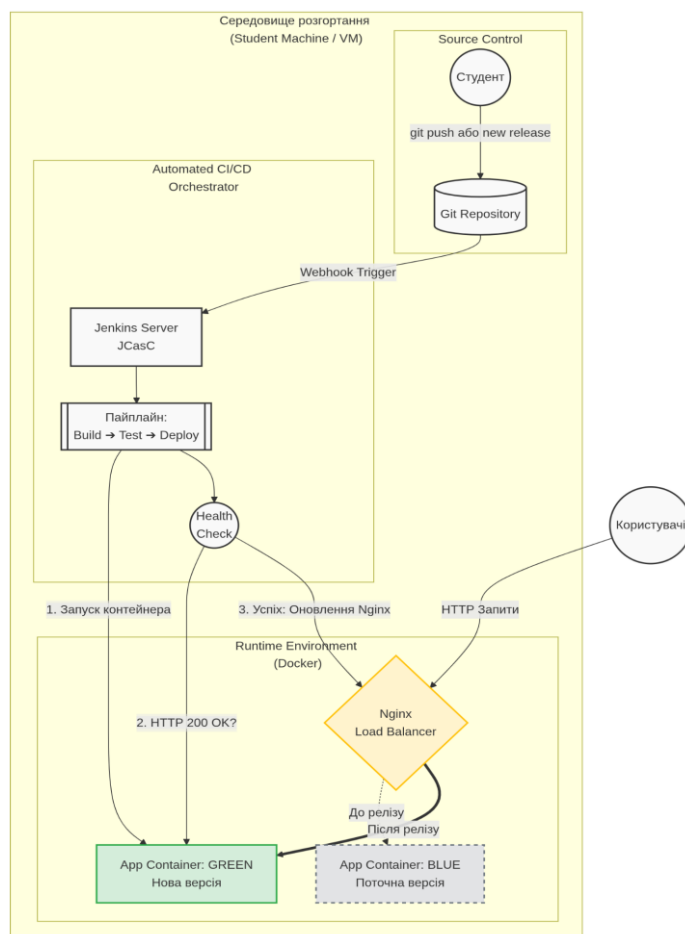 Середовище розгортання
(Student Machine / VM)
Source Control
Студент
git push або new release
Git Repository
Automated CI/CD
Orchestrator
Webhook Trigger
Jenkins Server
JCasC
Пайплайн:
Build ➔ Test ➔ Deploy
Health
Check
Користувачі
1. Запуск контейнера
3. Успіх: Оновлення Nginx
HTTP Запити
Runtime Environment
(Docker)
2. HTTP 200 OK?
Nginx
Load Balancer
До релізу
Після релізу
App Container: GREEN
Нова версія
App Container: BLUE
Поточна версія